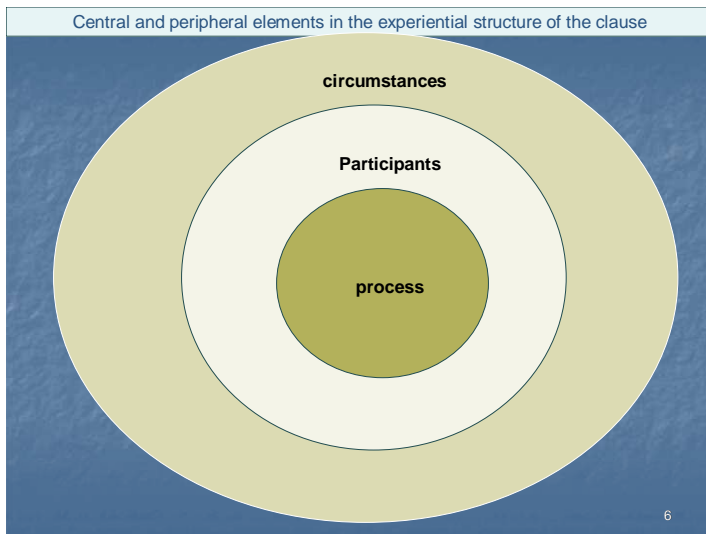 Central and peripheral elements in the experiential structure of the clause
circumstances
Participants
process
6